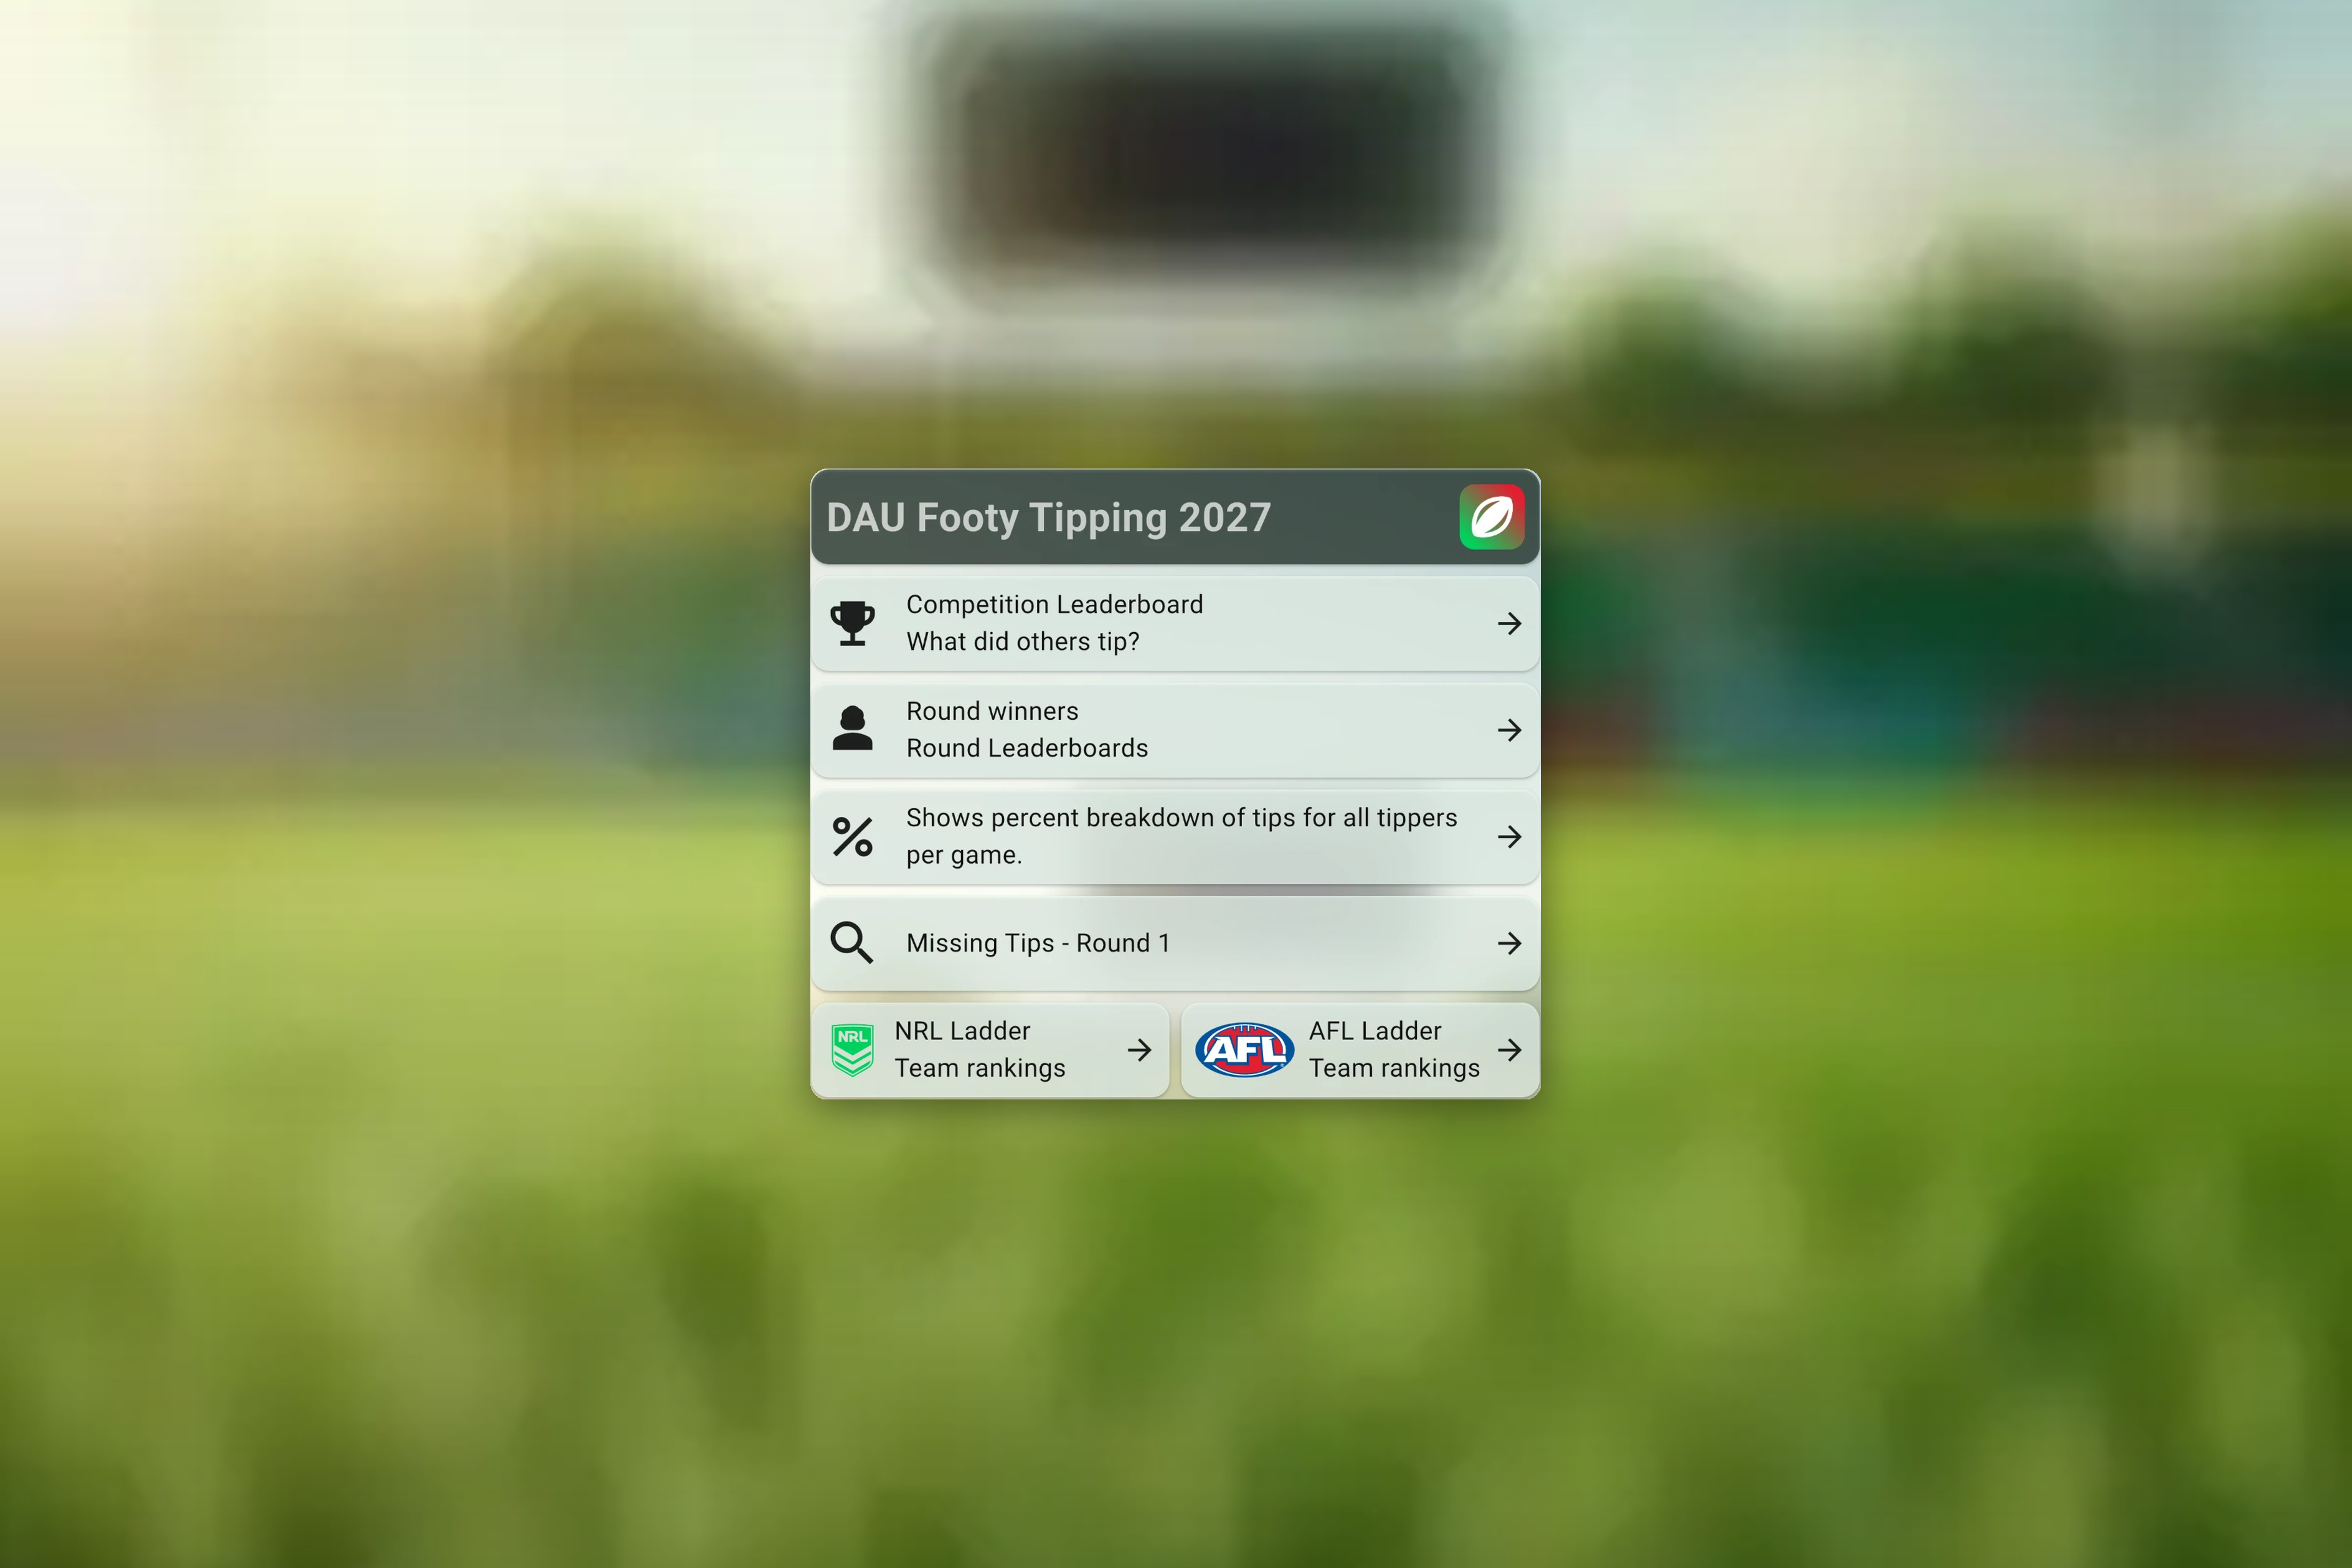 DAU Footy Tipping 2027
Competition Leaderboard
What did others tip?
Round winners
Round Leaderboards
Shows percent breakdown of tips for all tippers
per game.
Missing Tips - Round 1
NRL
NRL Ladder
Team rankings
AFL
AFL Ladder
Team rankings